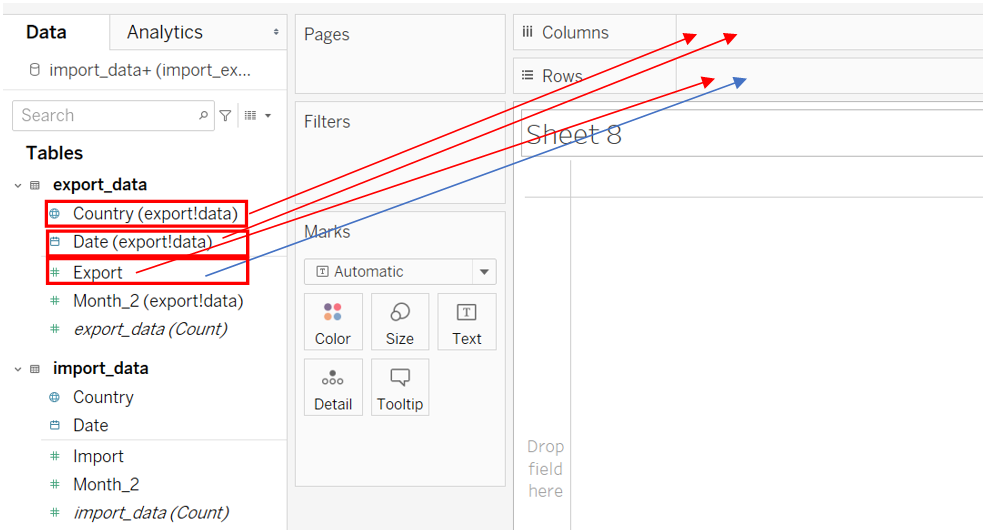 Data
Analytics
import_data+ (import_ex...
Search
Tables
export_data
Country (export!data)
Date (export!data)
Export
Month_2 (export!data)
export_data (Count)
import_data
Country
Date
Import
Month_2
import_data (Count)
Pages
Filters
Marks
Automatic
Color
Size
Text
Detail
Tooltip
Columns
Rows
Sheet 8
Drop
field
here